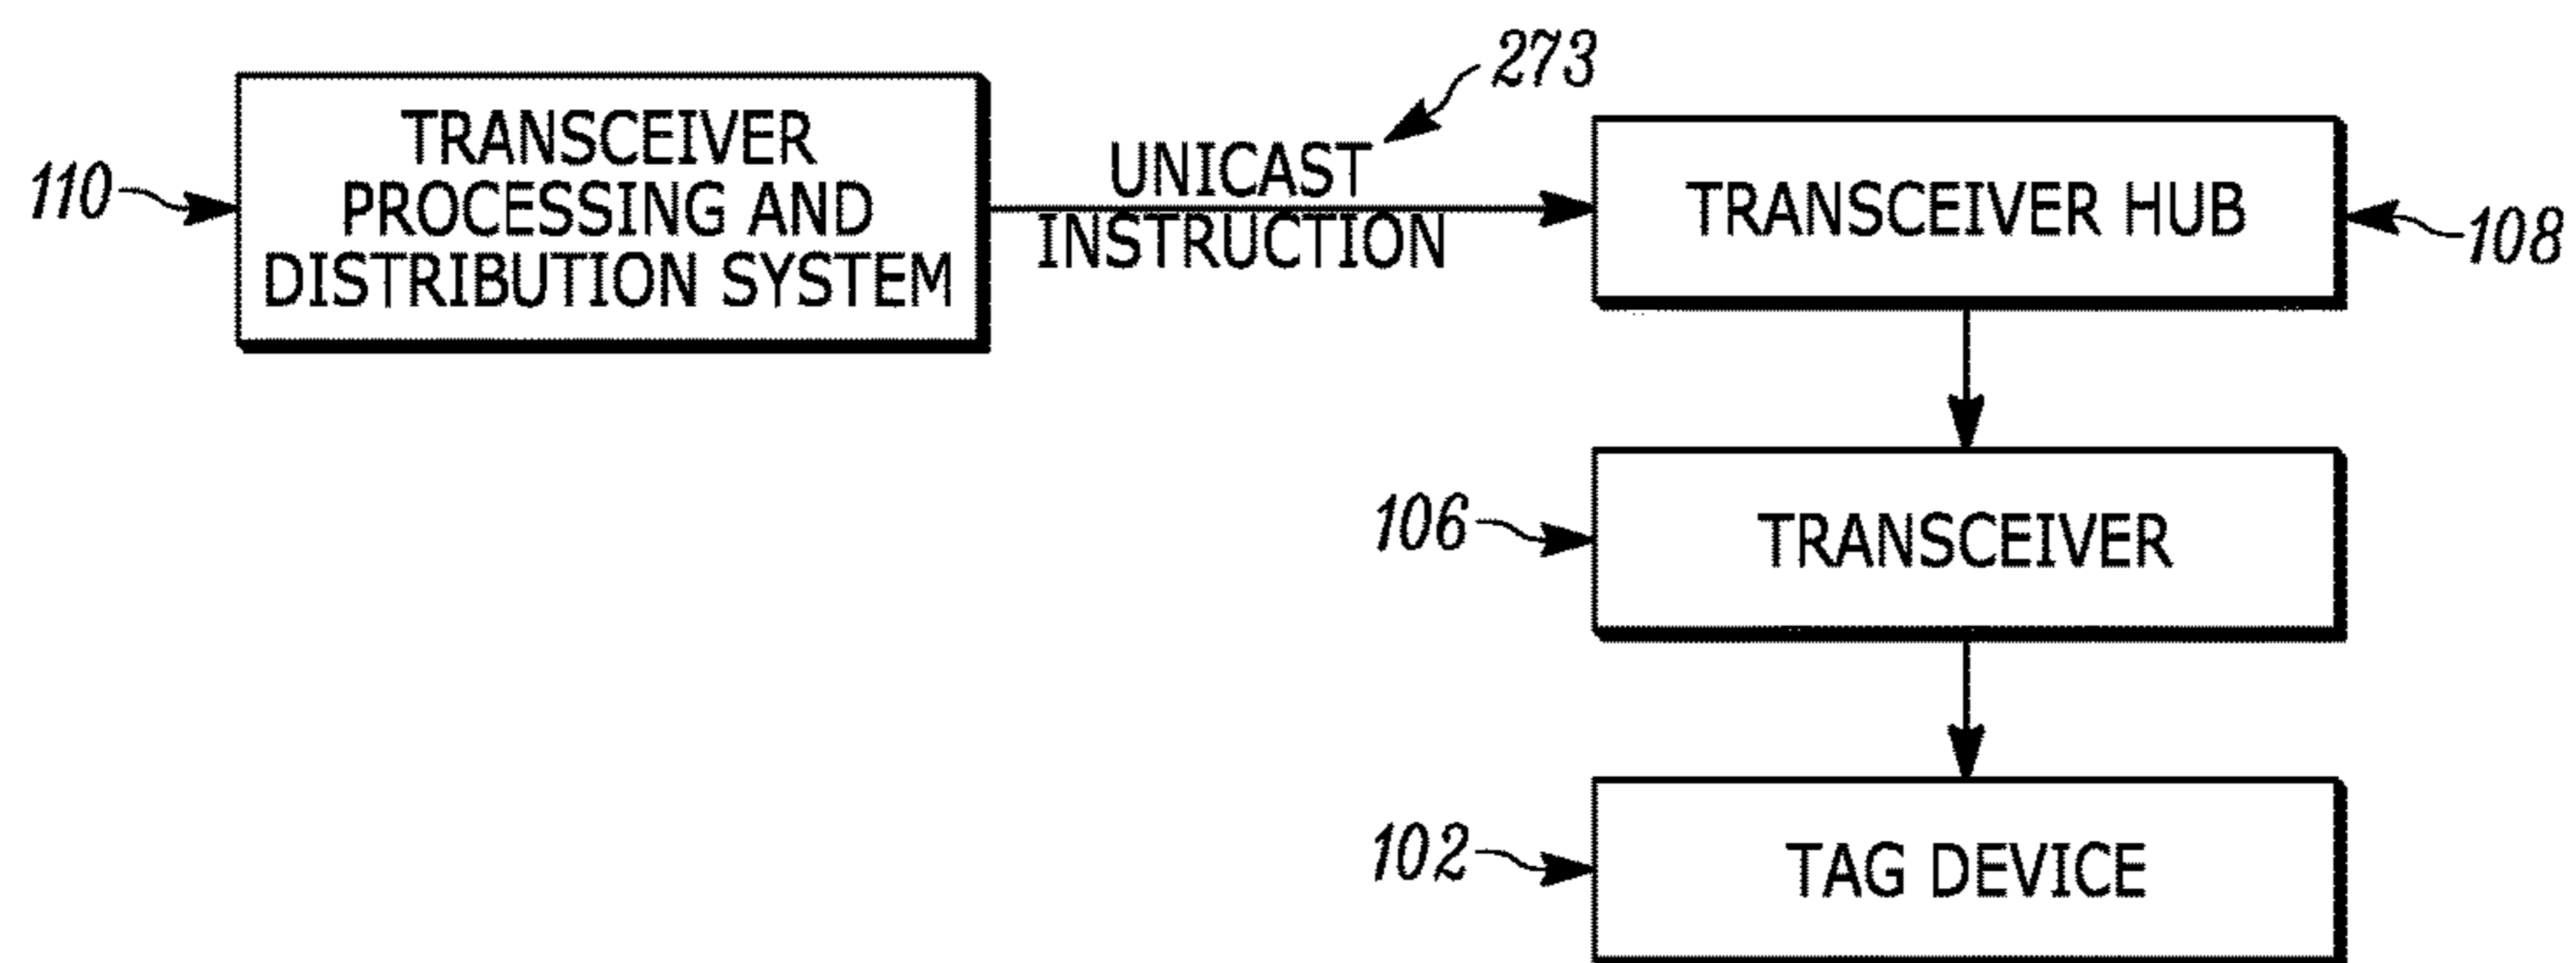 273
TRANSCEIVER
PROCESSING AND
DISTRIBUTION SYSTEM
110
UNICAST
INSTRUCTION
TRANSCEIVER HUB
108
106
TRANSCEIVER
102
TAG DEVICE